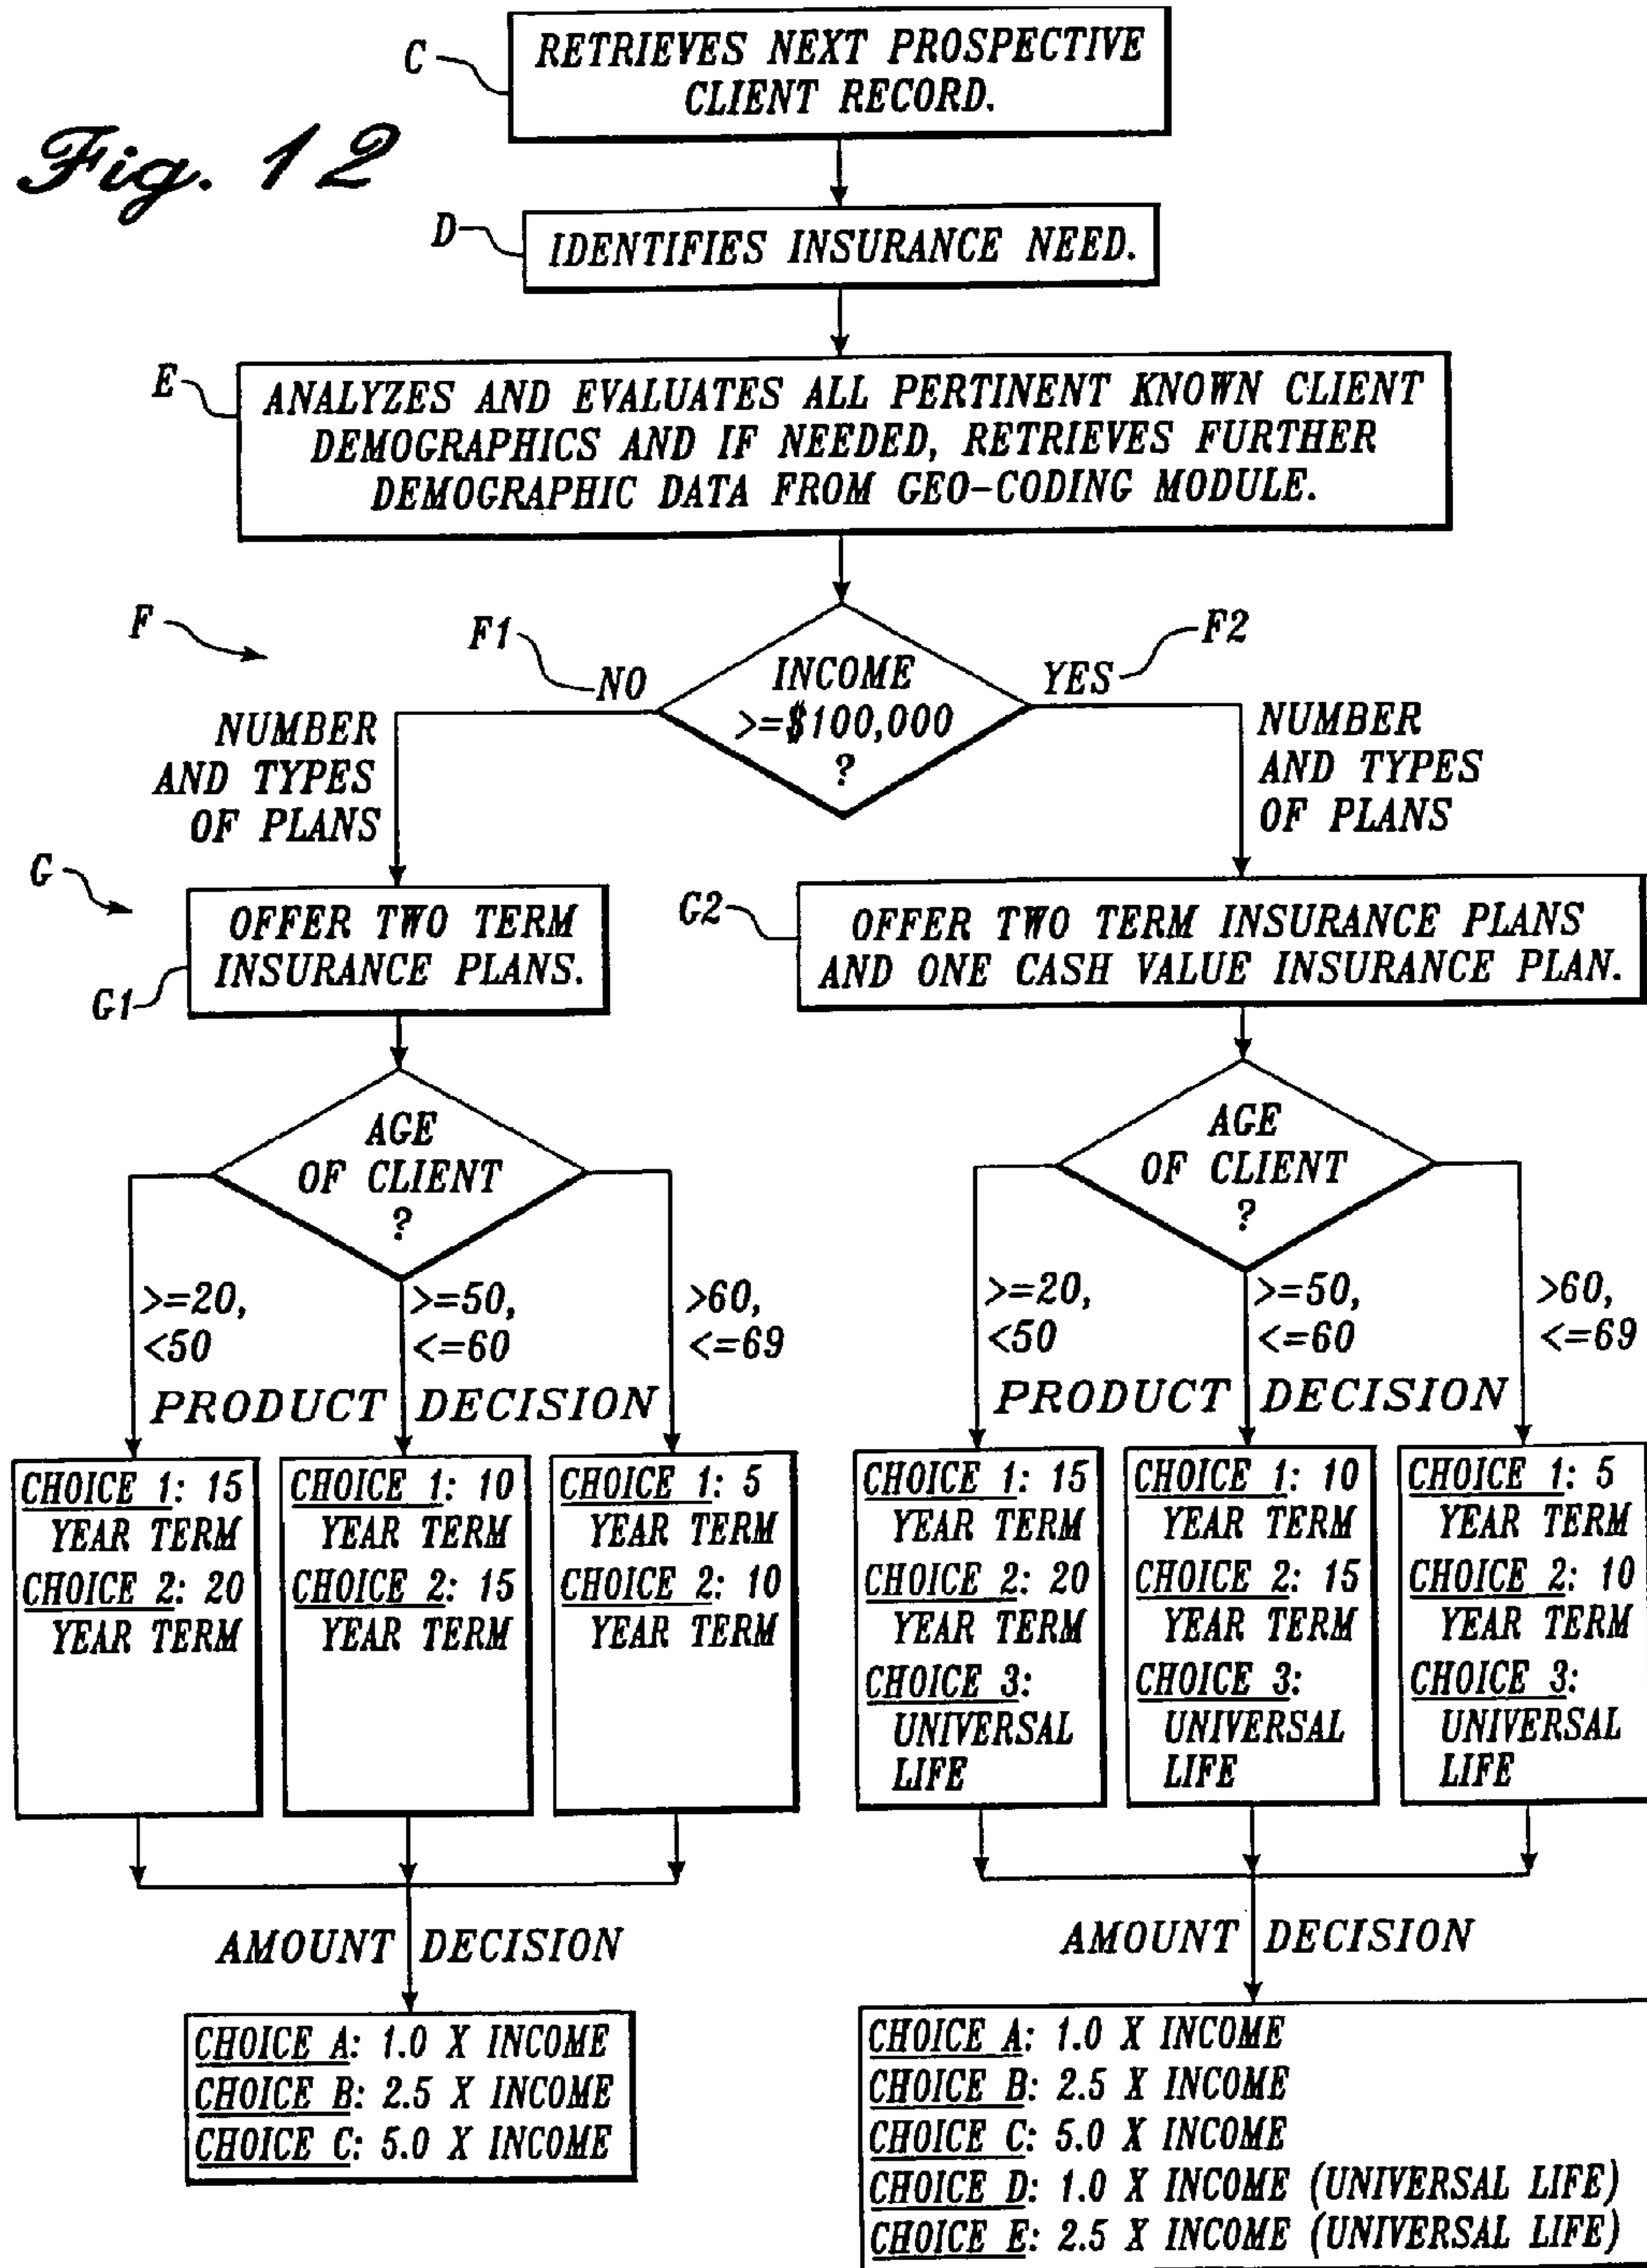 Fig. 12
C
RETRIEVES NEXT PROSPECTIVE
CLIENT RECORD.
D
IDENTIFIES INSURANCE NEED.
E
ANALYZES AND EVALUATES ALL PERTINENT KNOWN CLIENT
DEMOGRAPHICS AND IF NEEDED, RETRIEVES FURTHER
DEMOGRAPHIC DATA FROM GEO-CODING MODULE.
F
F1
NO
INCOME
>=$100,000
?
YES
F2
NUMBER
AND TYPES
OF PLANS
NUMBER
AND TYPES
OF PLANS
G
G1
OFFER TWO TERM
INSURANCE PLANS.
G2
OFFER TWO TERM INSURANCE PLANS
AND ONE CASH VALUE INSURANCE PLAN.
AGE
OF CLIENT
?
>=20,
<50
>=50,
<=60
>60,
<=69
PRODUCT DECISION
CHOICE 1: 15
YEAR TERM
CHOICE 2: 20
YEAR TERM
CHOICE 1: 10
YEAR TERM
CHOICE 2: 15
YEAR TERM
CHOICE 1: 5
YEAR TERM
CHOICE 2: 10
YEAR TERM
AMOUNT DECISION
CHOICE A: 1.0 X INCOME
CHOICE B: 2.5 X INCOME
CHOICE C: 5.0 X INCOME
AGE
OF CLIENT
?
>=20,
<50
>=50,
<=60
>60,
<=69
PRODUCT DECISION
CHOICE 1: 15
YEAR TERM
CHOICE 2: 20
YEAR TERM
CHOICE 3:
UNIVERSAL
LIFE
CHOICE 1: 10
YEAR TERM
CHOICE 2: 15
YEAR TERM
CHOICE 3:
UNIVERSAL
LIFE
CHOICE 1: 5
YEAR TERM
CHOICE 2: 10
YEAR TERM
CHOICE 3:
UNIVERSAL
LIFE
AMOUNT DECISION
CHOICE A: 1.0 X INCOME
CHOICE B: 2.5 X INCOME
CHOICE C: 5.0 X INCOME
CHOICE D: 1.0 X INCOME (UNIVERSAL LIFE)
CHOICE E: 2.5 X INCOME (UNIVERSAL LIFE)